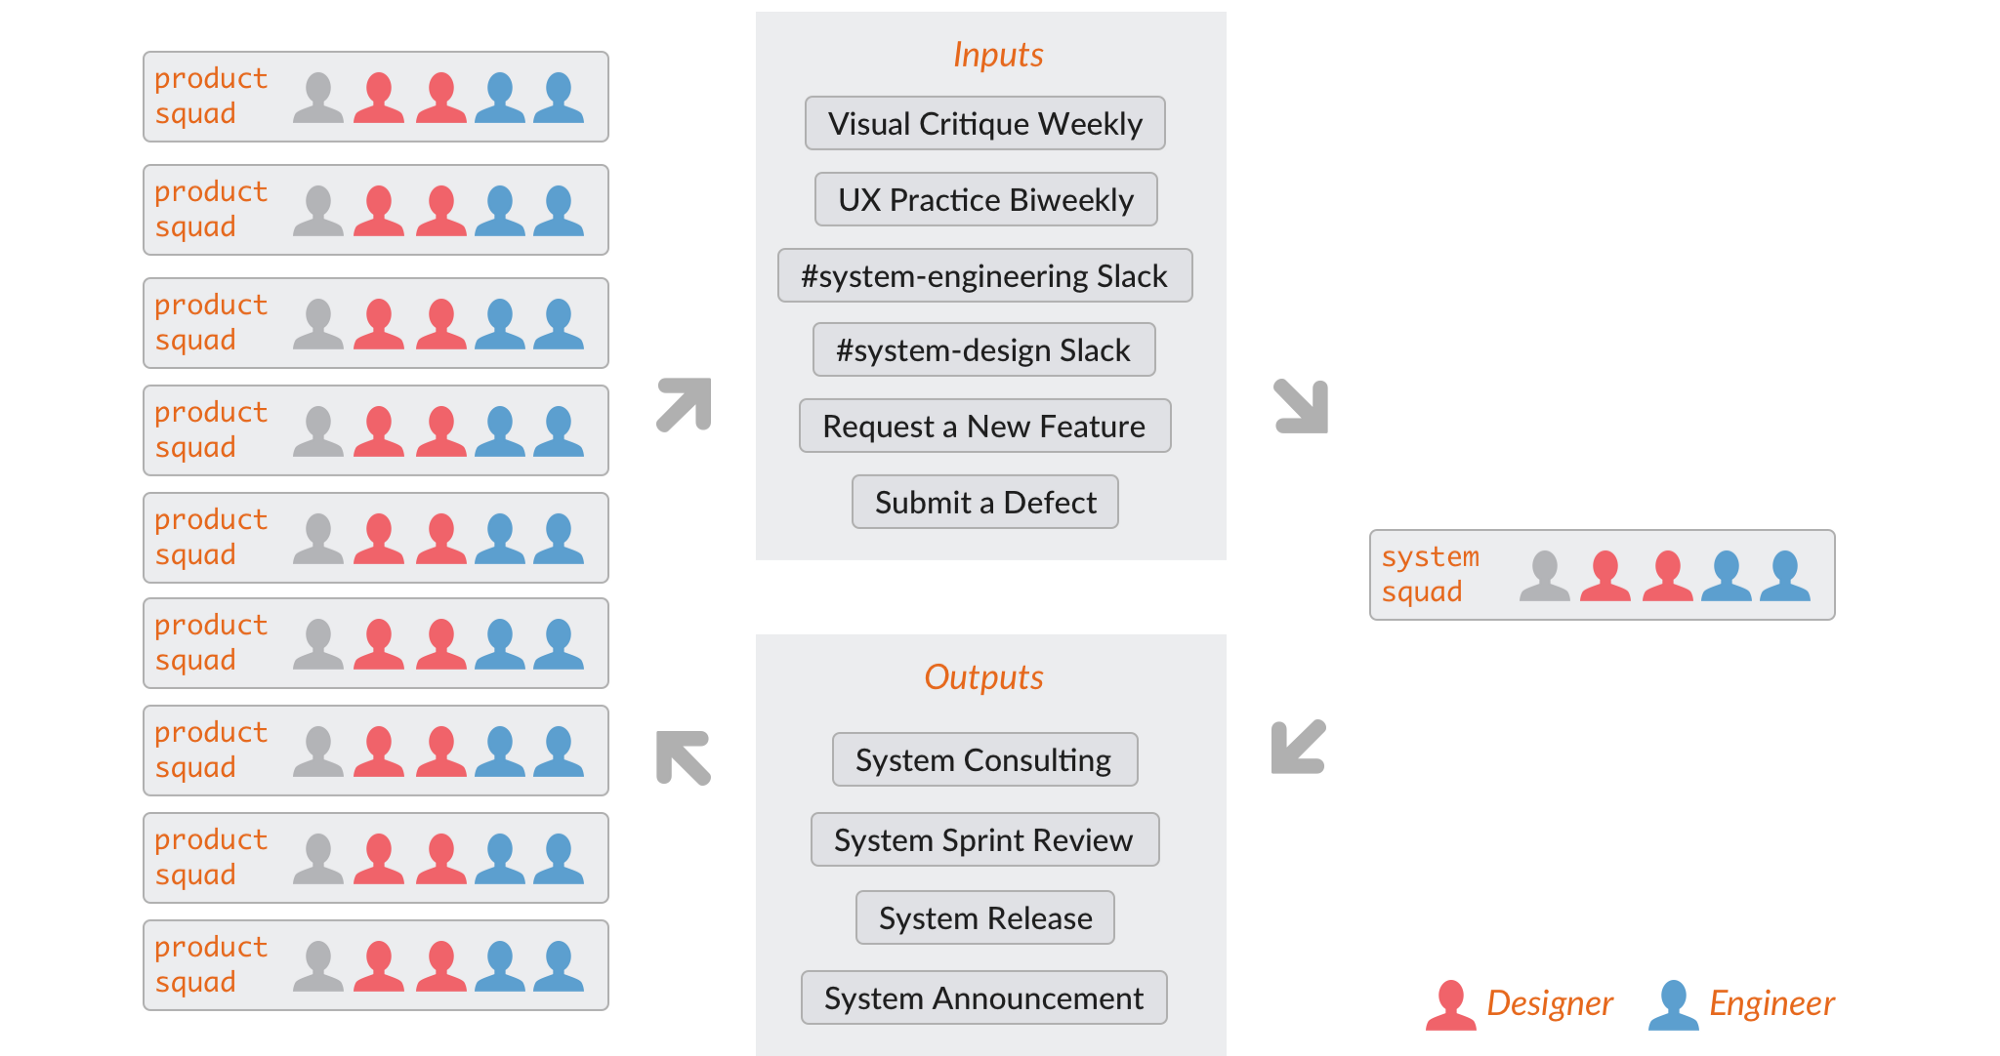 product
squad
product
squad
product
squad
product
squad
product
squad
product
squad
product
squad
product
squad
product
squad
Inputs
Visual Critique Weekly
UX Practice Biweekly
#system-engineering Slack
#system-design Slack
Request a New Feature
Submit a Defect
Outputs
System Consulting
System Sprint Review
System Release
System Announcement
system
squad
Designer
Engineer